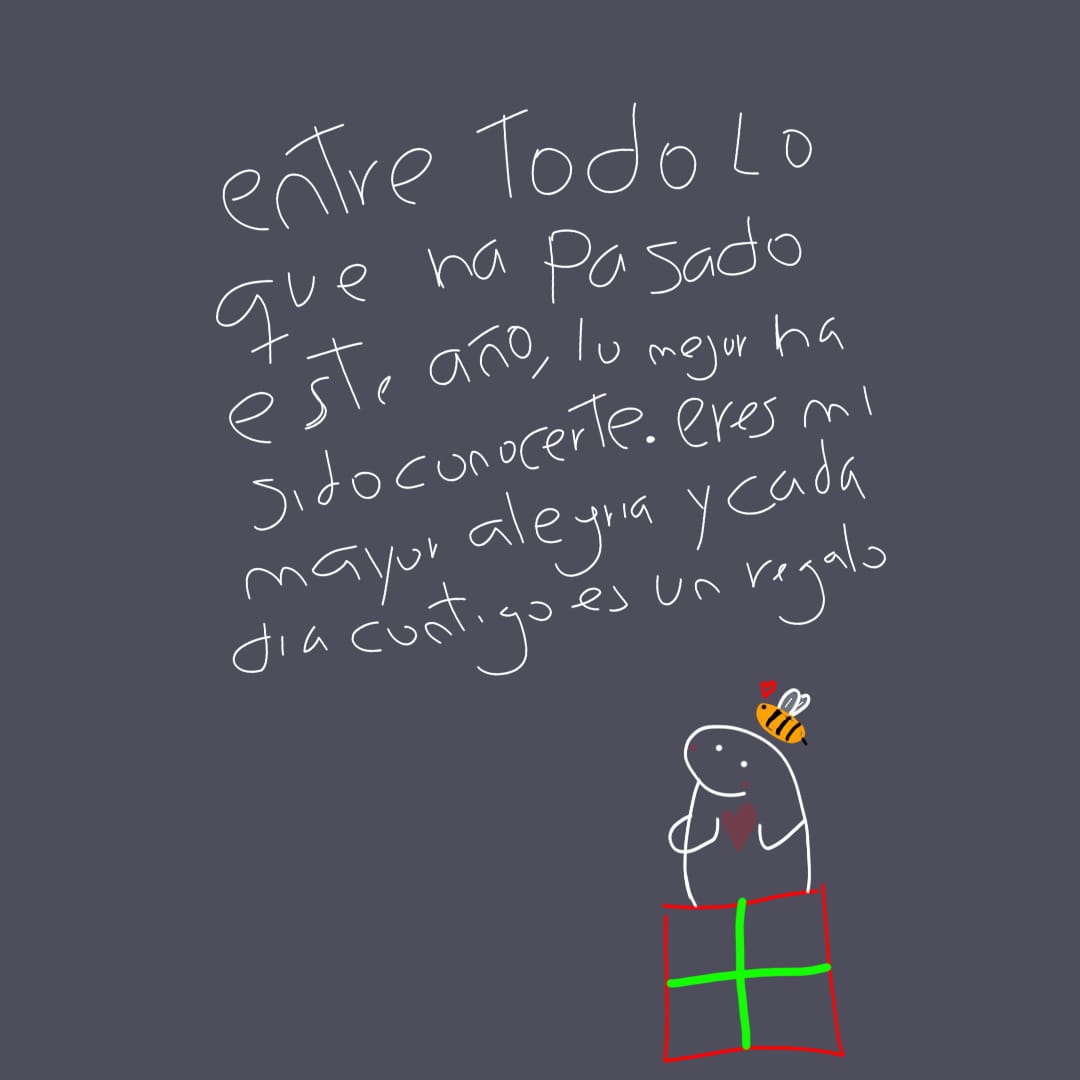 entre Todo Lo
que ha Pasado
este año, lo mejor ha
sido conocerte. eres mi
mayor alegria y cada
dia contigo es un regalo